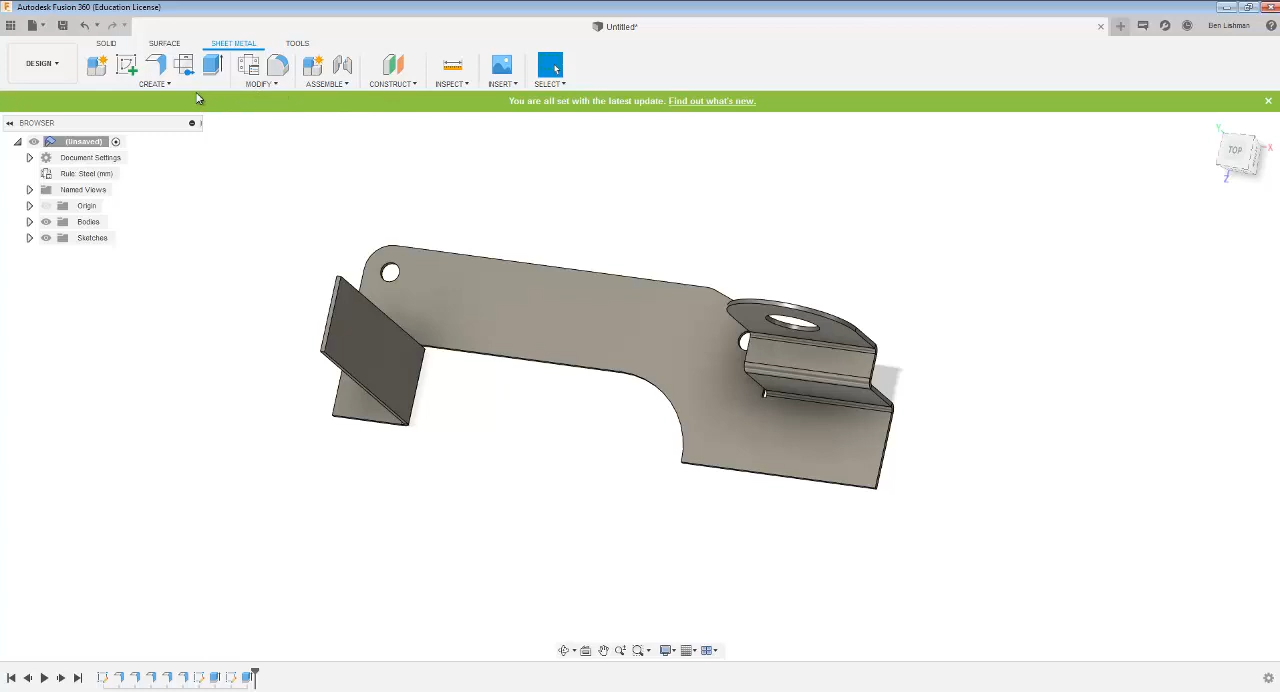 Autodesk Fusion 360 (Education License)
Untitled*
Ben Lishman
DESIGN
SOLID
SURFACE
SHEET METAL
TOOLS
CREATE
MODIFY
ASSEMBLE
CONSTRUCT
INSPECT
INSERT
SELECT
You are all set with the latest update. Find out what's new.
BROWSER
(Unsaved)
Document Settings
Rule: Steel (mm)
Named Views
Origin
Bodies
Sketches
Y
TOP
X
Z